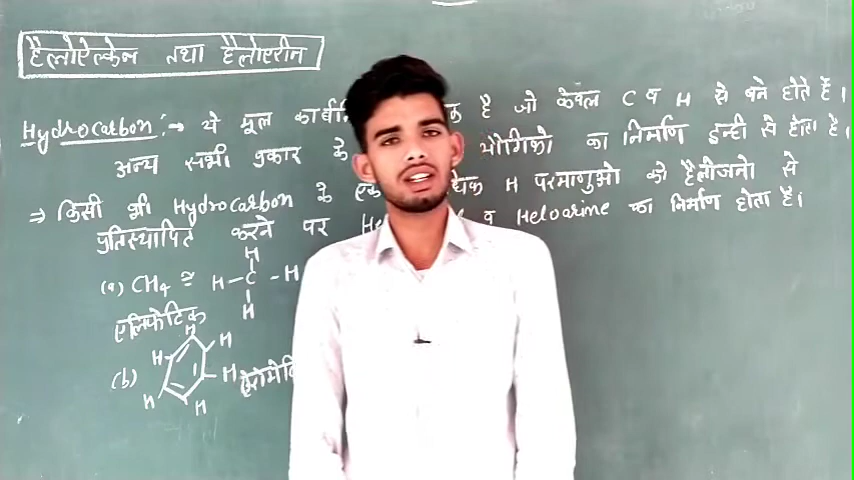 हैलोऐल्केन तथा हैलोएरीन
Hydrocarbon :→ ये मूल है जो केवल C व H से बने होते हैं।
अन्य सभी प्रकार के यौगिको का निर्माण इन्ही से होता है।
⇒ किसी भी Hydrocarbon के एक H परमाणुओ को हैलोजनो से
प्रतिस्थापित करने पर व Heloarine का निर्माण होता है।
H
(a) CH₄ ≅ H-C-H
H
एलिफेटिक
H H
H H
(b)
H H